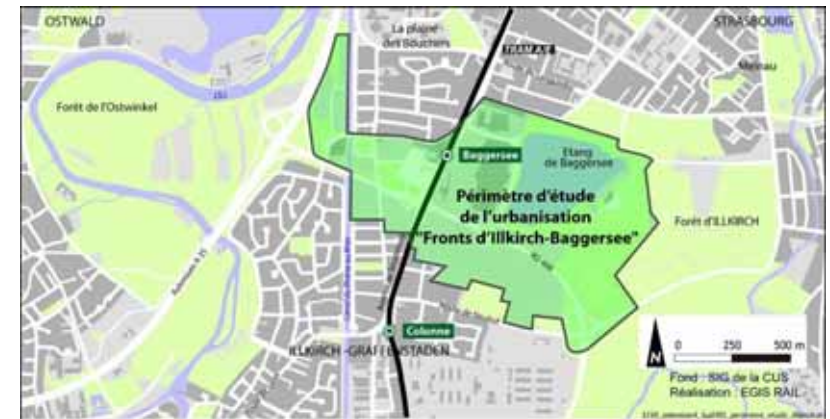 OSTWALD
STRASBOURG
La plaine
des Bouchers
TRAM A/E
Meinau
Forêt de l'Ostwinkel
Baggersee
Etang
de Baggersee
Périmètre d'étude
de l'urbanisation
"Fronts d'Illkirch-Baggersee"
Forêt d'ILLKIRCH
Autoroute A 35
Colonne
ILLKIRCH -GRAFFENSTADEN
N
0 250 500 m
Fond : SIG de la CUS
Réalisation : EGIS RAIL